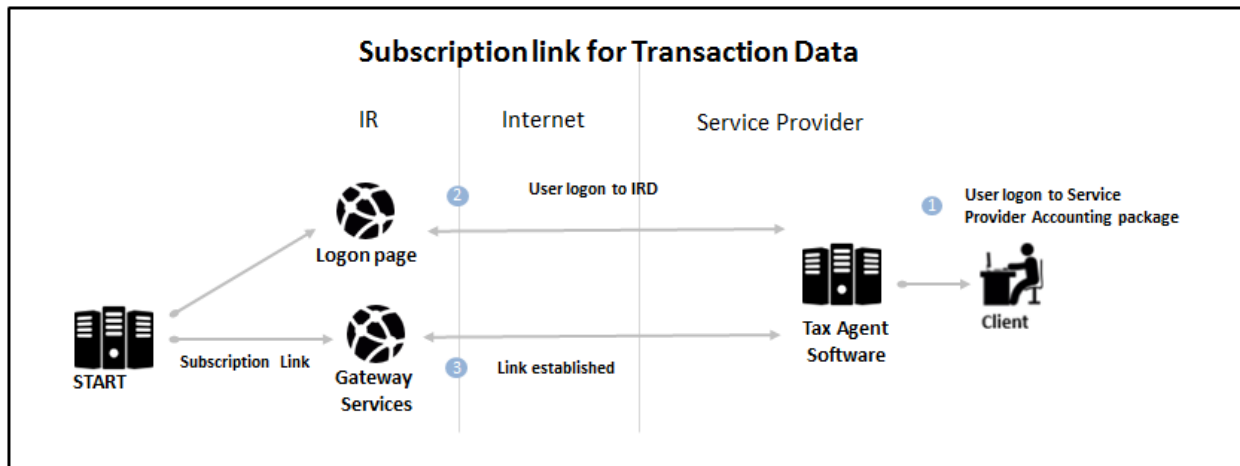 Subscription link for Transaction Data
IR
Internet
Service Provider
2
User logon to IRD
1
User logon to Service
Provider Accounting package
Logon page
START
Subscription Link
Gateway
Services
3
Link established
Tax Agent
Software
Client